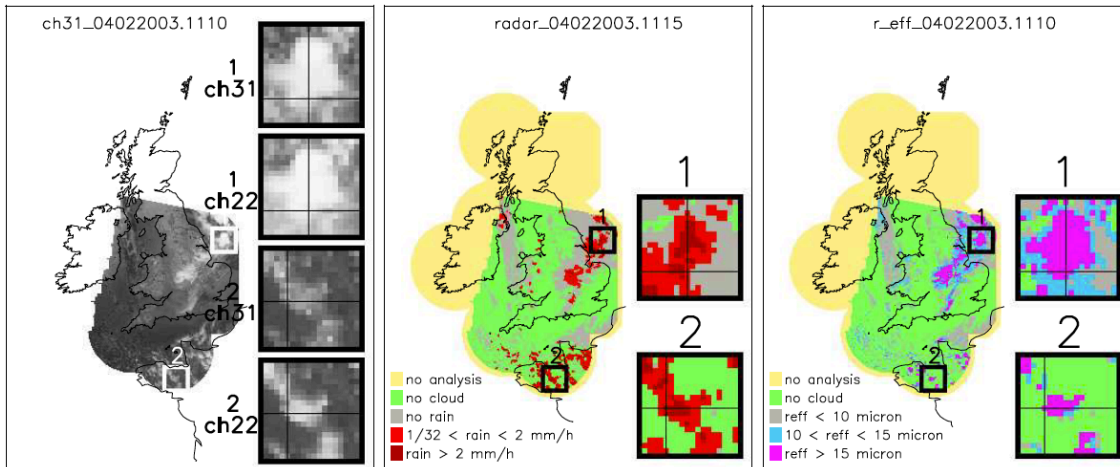 ch31_04022003.1110
1
ch31
1
ch22
2
ch31
2
ch22
2
radar_04022003.1115
1
1
2
2
no analysis
no cloud
no rain
1/32 < rain < 2 mm/h
rain > 2 mm/h
r_eff_04022003.1110
1
1
2
2
no analysis
no cloud
reff < 10 micron
10 < reff < 15 micron
reff > 15 micron